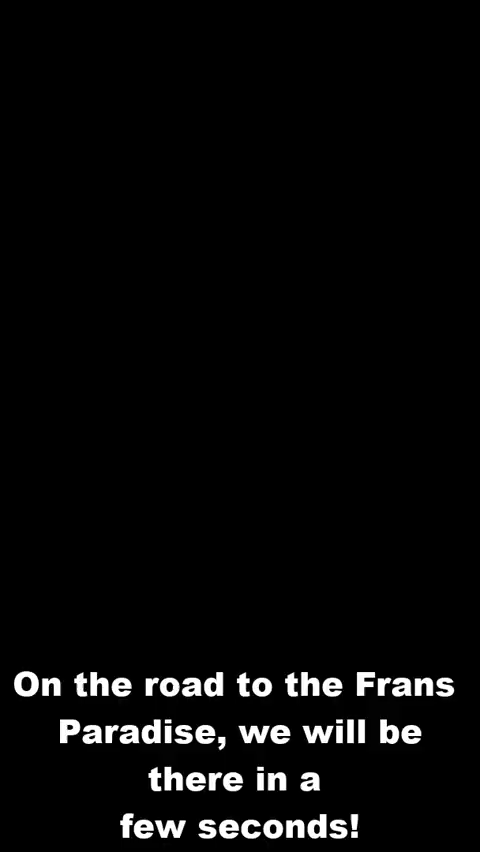 On the road to the Frans
Paradise, we will be
there in a
few seconds!